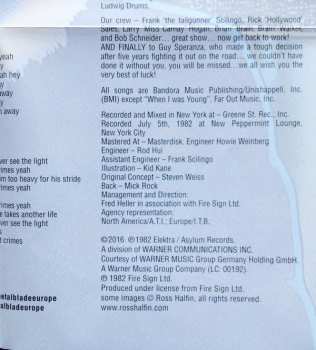 Ludwig Drums.
Our crew – Frank 'the tailgunner' Scilingo, Rick 'Hollywood'
Sales, Larry 'Miss Camay' Hogan, Brian 'Brain'
and Bob Schneider... great show... now get back to work!
AND FINALLY to Guy Speranza, who made a tough decision
after five years fighting it out on the road... we couldn't have
done it without you, you will be missed... we all wish you the
very best of luck!
All songs are Bandora Music Publishing/Unishappell, Inc.
(BMI) except "When I was Young", Far Out Music, Inc.
Recorded and Mixed in New York at – Greene St. Rec., Inc.
Recorded July 5th, 1982 at New Peppermint Lounge,
New York City
Mastered At – Masterdisk. Engineer Howie Weinberg
Engineer – Rod Hui
Assistant Engineer – Frank Scilingo
Illustration – Kid Kane
Original Concept – Steven Weiss
Back – Mick Rock
Management and Direction:
Fred Heller in association with Fire Sign Ltd.
Agency representation:
North America/A.T.I.; Europe/I.T.B.
©2016 ℗1982 Elektra / Asylum Records.
A division of WARNER COMMUNICATIONS INC.
Courtesy of WARNER MUSIC Group Germany Holding GmbH.
A Warner Music Group Company (LC: 00192).
℗ 1982 Fire Sign Ltd.
Produced under license from Fire Sign Ltd.
some images © Ross Halfin, all rights reserved.
www.rosshalfin.com
yeah
y
ah hey
y
away
y
n away
ver see the light
rimes yeah
m too heavy for his stride
rimes yeah
rimes yeah
e takes another life
ver see the light
s
t crimes
ntalbladeeurope
albladeeurope